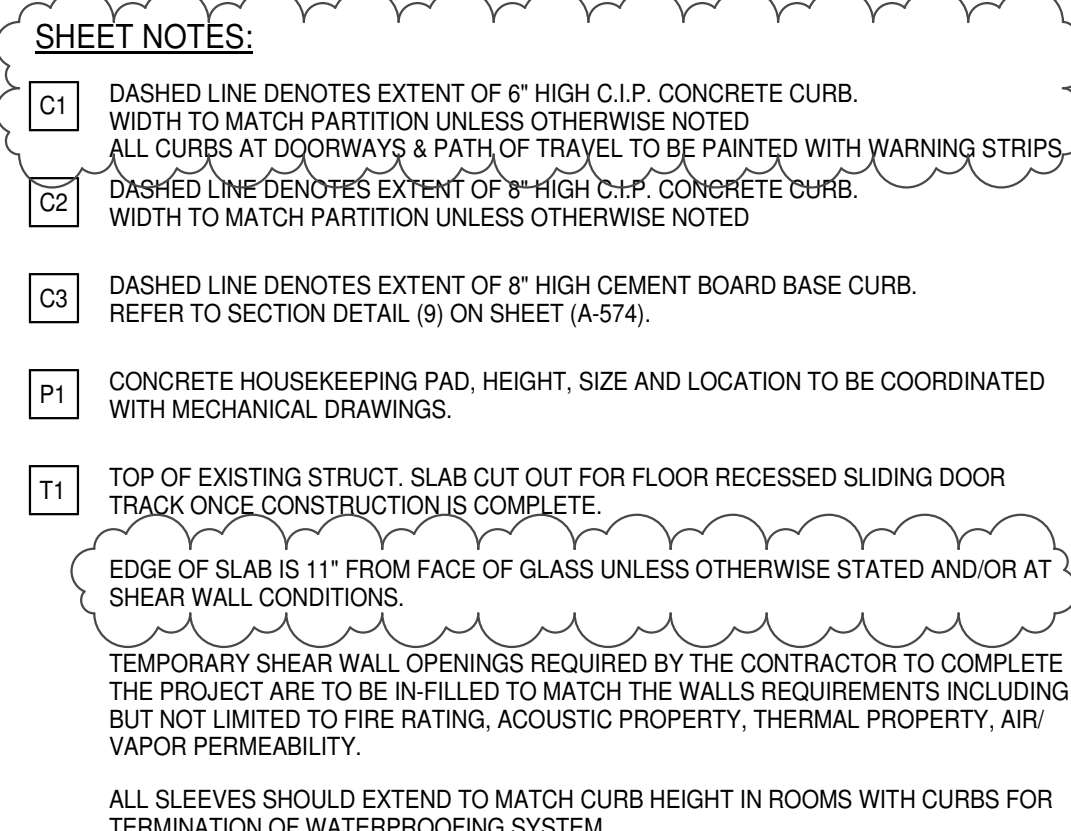 SHEET NOTES:
C1 DASHED LINE DENOTES EXTENT OF 6" HIGH C.I.P. CONCRETE CURB.
WIDTH TO MATCH PARTITION UNLESS OTHERWISE NOTED
ALL CURBS AT DOORWAYS & PATH OF TRAVEL TO BE PAINTED WITH WARNING STRIPS
C2 DASHED LINE DENOTES EXTENT OF 8" HIGH C.I.P. CONCRETE CURB.
WIDTH TO MATCH PARTITION UNLESS OTHERWISE NOTED
C3 DASHED LINE DENOTES EXTENT OF 8" HIGH CEMENT BOARD BASE CURB.
REFER TO SECTION DETAIL (9) ON SHEET (A-574).
P1 CONCRETE HOUSEKEEPING PAD, HEIGHT, SIZE AND LOCATION TO BE COORDINATED
WITH MECHANICAL DRAWINGS.
T1 TOP OF EXISTING STRUCT. SLAB CUT OUT FOR FLOOR RECESSED SLIDING DOOR
TRACK ONCE CONSTRUCTION IS COMPLETE.
EDGE OF SLAB IS 11" FROM FACE OF GLASS UNLESS OTHERWISE STATED AND/OR AT
SHEAR WALL CONDITIONS.
TEMPORARY SHEAR WALL OPENINGS REQUIRED BY THE CONTRACTOR TO COMPLETE
THE PROJECT ARE TO BE IN-FILLED TO MATCH THE WALLS REQUIREMENTS INCLUDING
BUT NOT LIMITED TO FIRE RATING, ACOUSTIC PROPERTY, THERMAL PROPERTY, AIR/
VAPOR PERMEABILITY.
ALL SLEEVES SHOULD EXTEND TO MATCH CURB HEIGHT IN ROOMS WITH CURBS FOR
TERMINATION OF WATERPROOFING SYSTEM